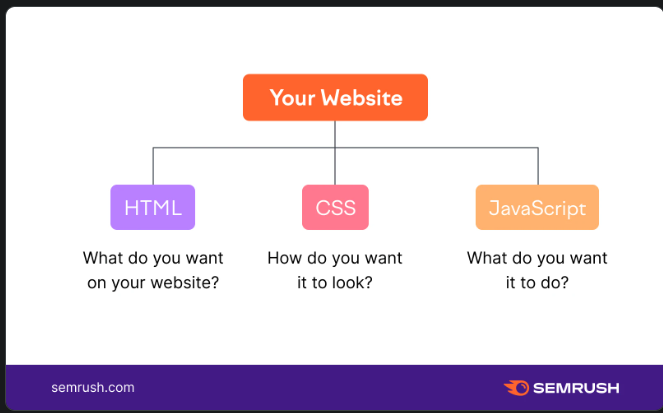 Your Website
HTML
CSS
JavaScript
What do you want
on your website?
How do you want
it to look?
What do you want
it to do?
semrush.com
SEMRUSH